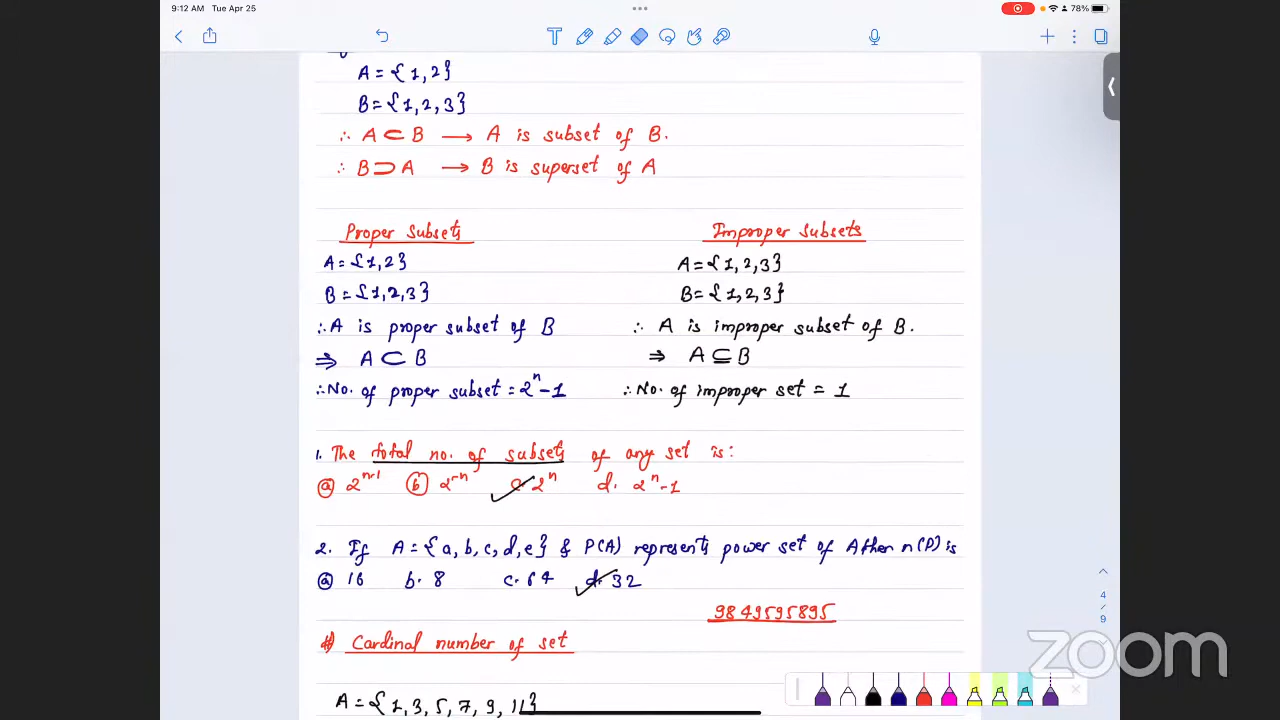 9:12 AM Tue Apr 25
78%
A = {1, 2}
B = {1, 2, 3}
∴ A ⊂ B → A is subset of B.
∴ B ⊃ A → B is superset of A
Proper Subsets
Improper Subsets
A = {1, 2}
A = {1, 2, 3}
B = {1, 2, 3}
B = {1, 2, 3}
∴ A is proper subset of B
∴ A is improper subset of B.
⇒ A ⊂ B
⇒ A ⊆ B
∴ No. of proper subset = 2ⁿ - 1
∴ No. of improper set = 1
1. The total no. of subsets of any set is:
a 2ⁿ⁺¹ b 2⁻ⁿ c. 2ⁿ d. 2ⁿ - 1
2. If A = {a, b, c, d, e} & P(A) represents power set of A then n(P) is
a 16 b. 8 c. 64 d. 32
9849595895
# Cardinal number of set
4
/
9
A = {1, 3, 5, 7, 9, 11}
zoom